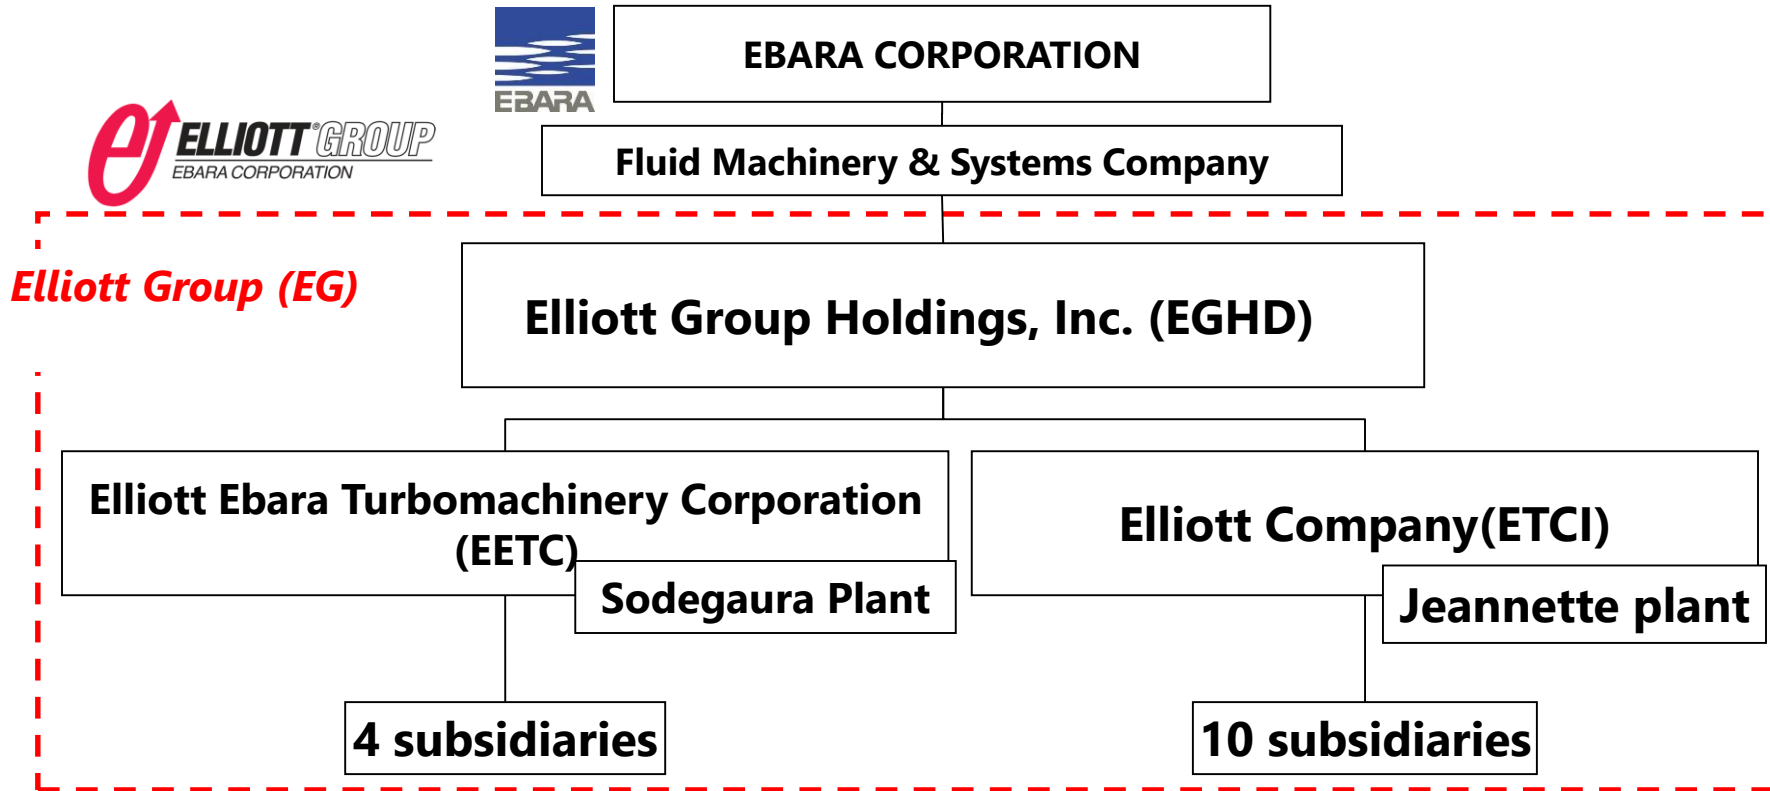 EBARA
EBARA CORPORATION
ELLIOTT® GROUP
EBARA CORPORATION
Fluid Machinery & Systems Company
Elliott Group (EG)
Elliott Group Holdings, Inc. (EGHD)
Elliott Ebara Turbomachinery Corporation
(EETC)
Sodegaura Plant
Elliott Company(ETCI)
Jeannette plant
4 subsidiaries
10 subsidiaries